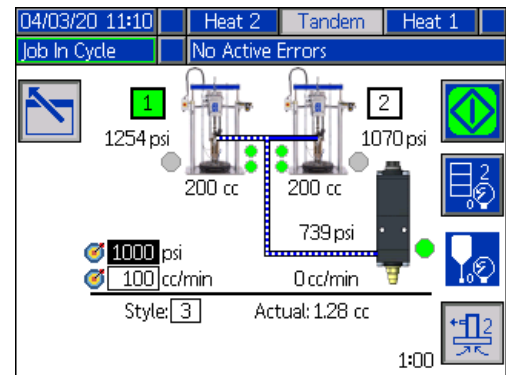 04/03/20 11:10 Heat 2 Tandem Heat 1
Job In Cycle No Active Errors
1 2
1254 psi 1070 psi
2
0
200 cc 200 cc
739 psi
1000 psi
0
100 cc/min 0 cc/min
Style: 3 Actual: 1.28 cc
2
1:00